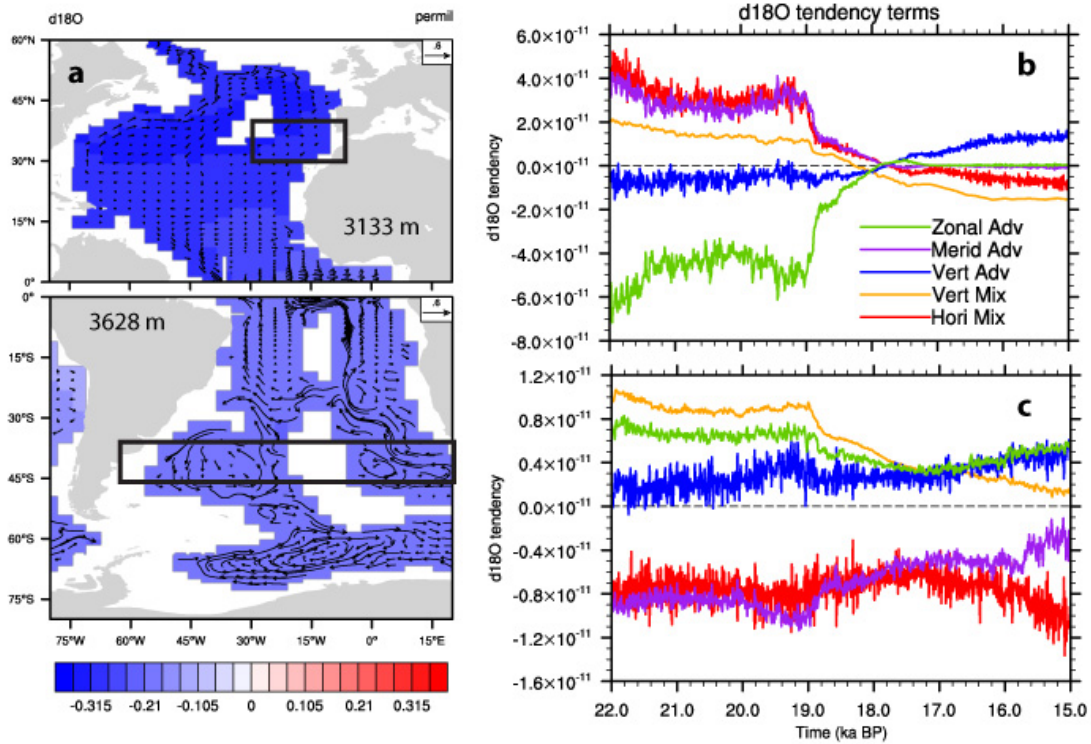 d18O permil
60°N
.6
a
45°N
30°N
15°N
3133 m
0°
0°
.6
3628 m
15°S
30°S
45°S
60°S
75°S
75°W 60°W 45°W 30°W 15°W 0°E 15°E
-0.315 -0.21 -0.105 0 0.105 0.21 0.315
d18O tendency terms
6.0×10⁻¹¹
b
4.0×10⁻¹¹
2.0×10⁻¹¹
0.0×10⁻¹¹
-2.0×10⁻¹¹
-4.0×10⁻¹¹
-6.0×10⁻¹¹
-8.0×10⁻¹¹
d18O tendency
Zonal Adv
Merid Adv
Vert Adv
Vert Mix
Hori Mix
1.2×10⁻¹¹
c
0.8×10⁻¹¹
0.4×10⁻¹¹
0.0×10⁻¹¹
-0.4×10⁻¹¹
-0.8×10⁻¹¹
-1.2×10⁻¹¹
-1.6×10⁻¹¹
d18O tendency
22.0 21.0 20.0 19.0 18.0 17.0 16.0 15.0
Time (ka BP)